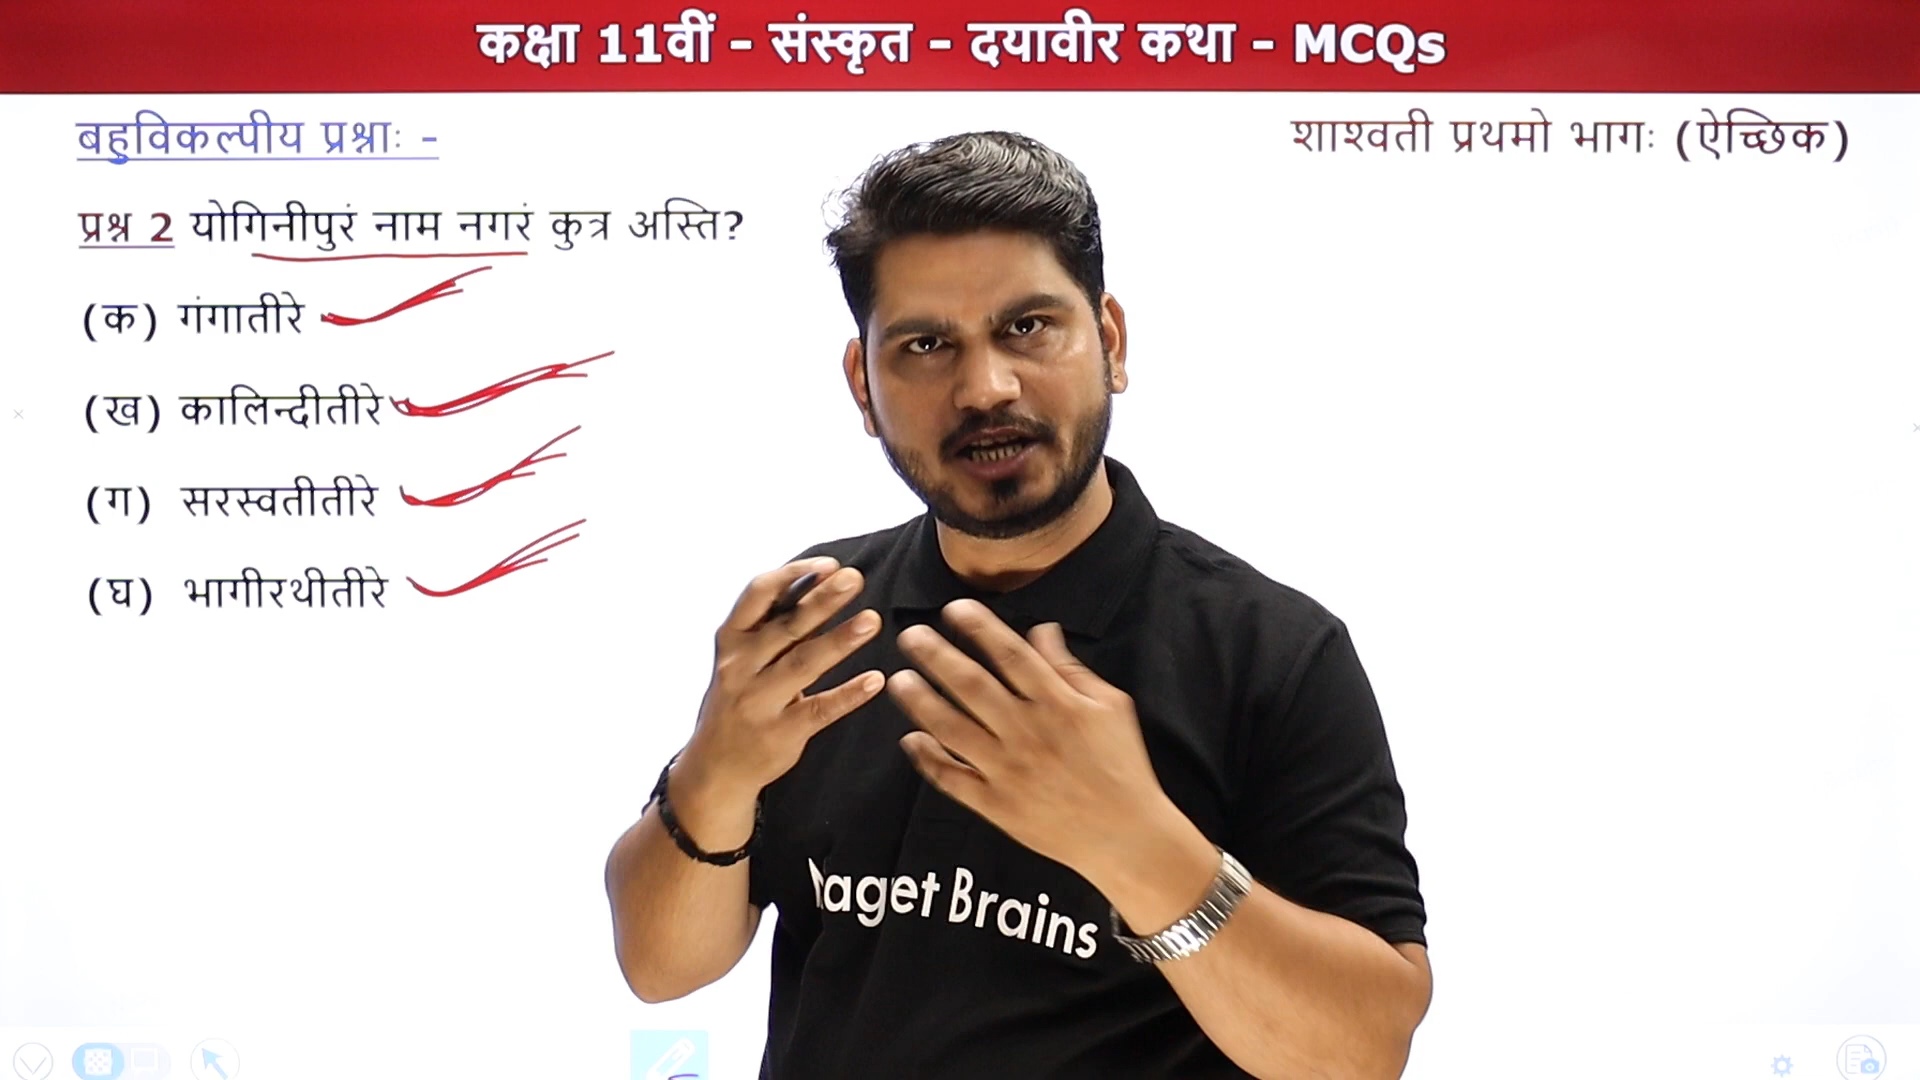 कक्षा 11वीं - संस्कृत - दयावीर कथा - MCQs
बहुविकल्पीय प्रश्नाः -
शाश्वती प्रथमो भागः (ऐच्छिक)
प्रश्न 2 योगिनीपुरं नाम नगरं कुत्र अस्ति?
(क) गंगातीरे
(ख) कालिन्दीतीरे
(ग) सरस्वतीतीरे
(घ) भागीरथीतीरे
aget Brains